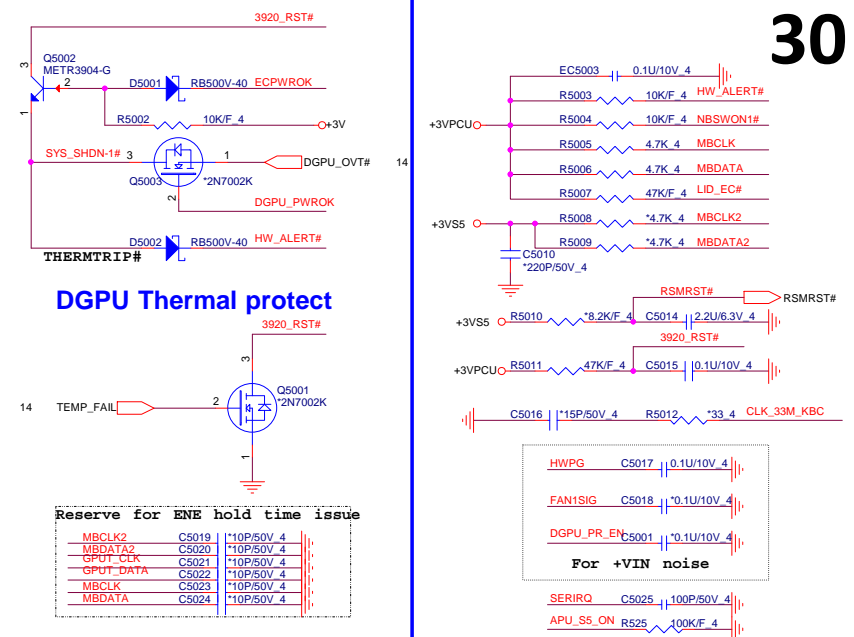 30
3920_RST#
Q5002
METR3904-G
3
2
1
D5001 RB500V-40 ECPWROK
R5002 10K/F_4
+3V
SYS_SHDN-1# 3
1
DGPU_OVT# 14
Q5003
*2N7002K
2
DGPU_PWROK
D5002 RB500V-40 HW_ALERT#
THERMTRIP#
DGPU Thermal protect
3920_RST#
3
Q5001
*2N7002K
14 TEMP_FAIL 2
1
Reserve for ENE hold time issue
MBCLK2 C5019 *10P/50V_4
MBDATA2 C5020 *10P/50V_4
GPUT_CLK C5021 *10P/50V_4
GPUT_DATA C5022 *10P/50V_4
MBCLK C5023 *10P/50V_4
MBDATA C5024 *10P/50V_4
EC5003 0.1U/10V_4
R5003 10K/F_4 HW_ALERT#
+3VPCU R5004 10K/F_4 NBSWON1#
R5005 4.7K_4 MBCLK
R5006 4.7K_4 MBDATA
R5007 47K/F_4 LID_EC#
+3VS5 R5008 *4.7K_4 MBCLK2
R5009 *4.7K_4 MBDATA2
C5010
*220P/50V_4
RSMRST#
RSMRST#
+3VS5 R5010 *8.2K/F_4 C5014 2.2U/6.3V_4
3920_RST#
+3VPCU R5011 47K/F_4 C5015 0.1U/10V_4
C5016 *15P/50V_4 R5012 *33_4 CLK_33M_KBC
HWPG C5017 0.1U/10V_4
FAN1SIG C5018 *0.1U/10V_4
DGPU_PR_EN C5001 *0.1U/10V_4
For +VIN noise
SERIRQ C5025 100P/50V_4
APU_S5_ON R525 100K/F_4